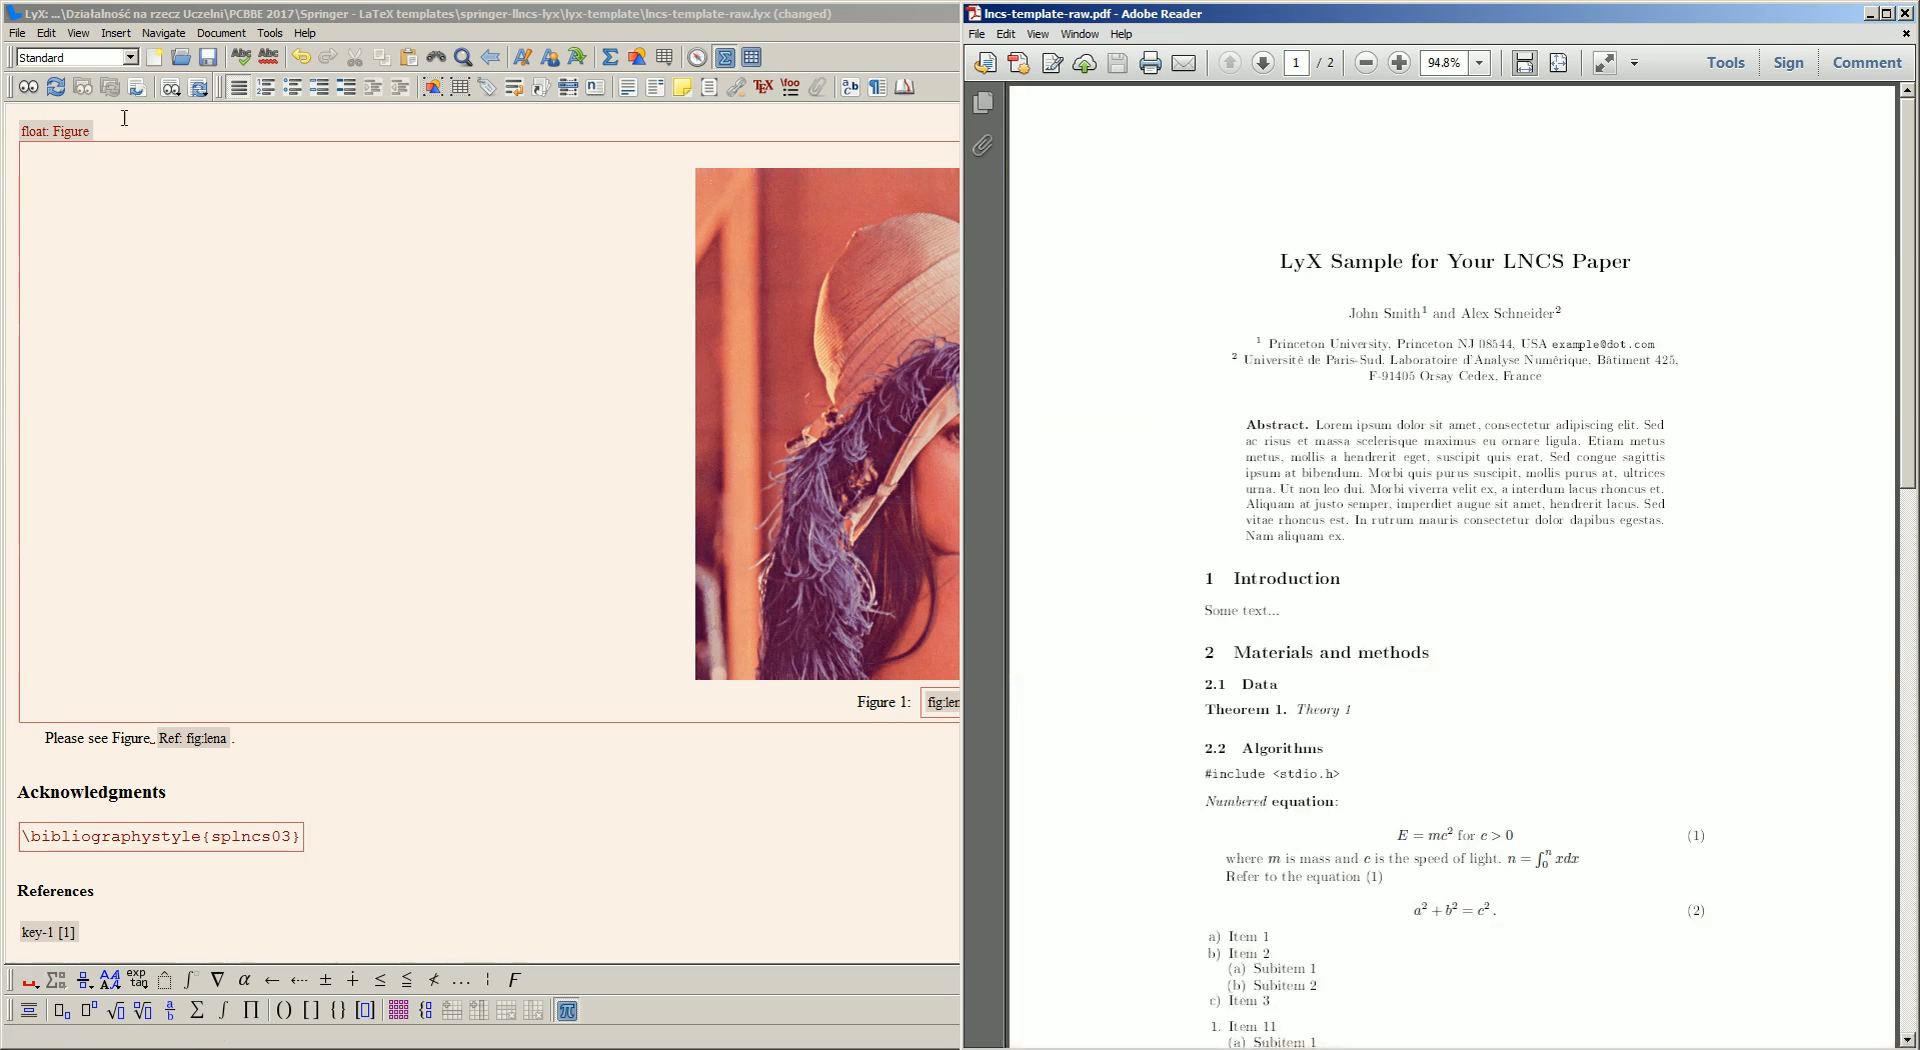 LyX: ...\Działalność na rzecz Uczelni\PCBBE 2017\Springer - LaTeX templates\springer-llncs-lyx\lyx-template\lncs-template-raw.lyx (changed)
File Edit View Insert Navigate Document Tools Help
Standard
float: Figure
Figure 1:
Please see Figure Ref: fig:lena .
Acknowledgments
\bibliographystyle{splncs03}
References
key-1 [1]
lncs-template-raw.pdf - Adobe Reader
File Edit View Window Help
1 / 2 94.8% Tools Sign Comment
LyX Sample for Your LNCS Paper
John Smith¹ and Alex Schneider²
¹ Princeton University, Princeton NJ 08544, USA example@dot.com
² Université de Paris-Sud, Laboratoire d'Analyse Numérique, Bâtiment 425,
F-91405 Orsay Cedex, France
Abstract. Lorem ipsum dolor sit amet, consectetur adipiscing elit. Sed
ac risus et massa scelerisque maximus eu ornare ligula. Etiam metus
metus, mollis a hendrerit eget, suscipit quis erat. Sed congue sagittis
ipsum at bibendum. Morbi quis purus suscipit, mollis purus at, ultrices
urna. Ut non leo dui. Morbi viverra velit ex, a interdum lacus rhoncus et.
Aliquam at justo semper, imperdiet augue sit amet, hendrerit lacus. Sed
vitae rhoncus est. In rutrum mauris consectetur dolor dapibus egestas.
Nam aliquam ex.
1 Introduction
Some text...
2 Materials and methods
2.1 Data
Theorem 1. Theory 1
2.2 Algorithms
#include <stdio.h>
Numbered equation:
E = mc² for c > 0 (1)
where m is mass and c is the speed of light. n = ∫₀ⁿ xdx
Refer to the equation (1)
a² + b² = c². (2)
a) Item 1
b) Item 2
(a) Subitem 1
(b) Subitem 2
c) Item 3
1. Item 11
(a) Subitem 1